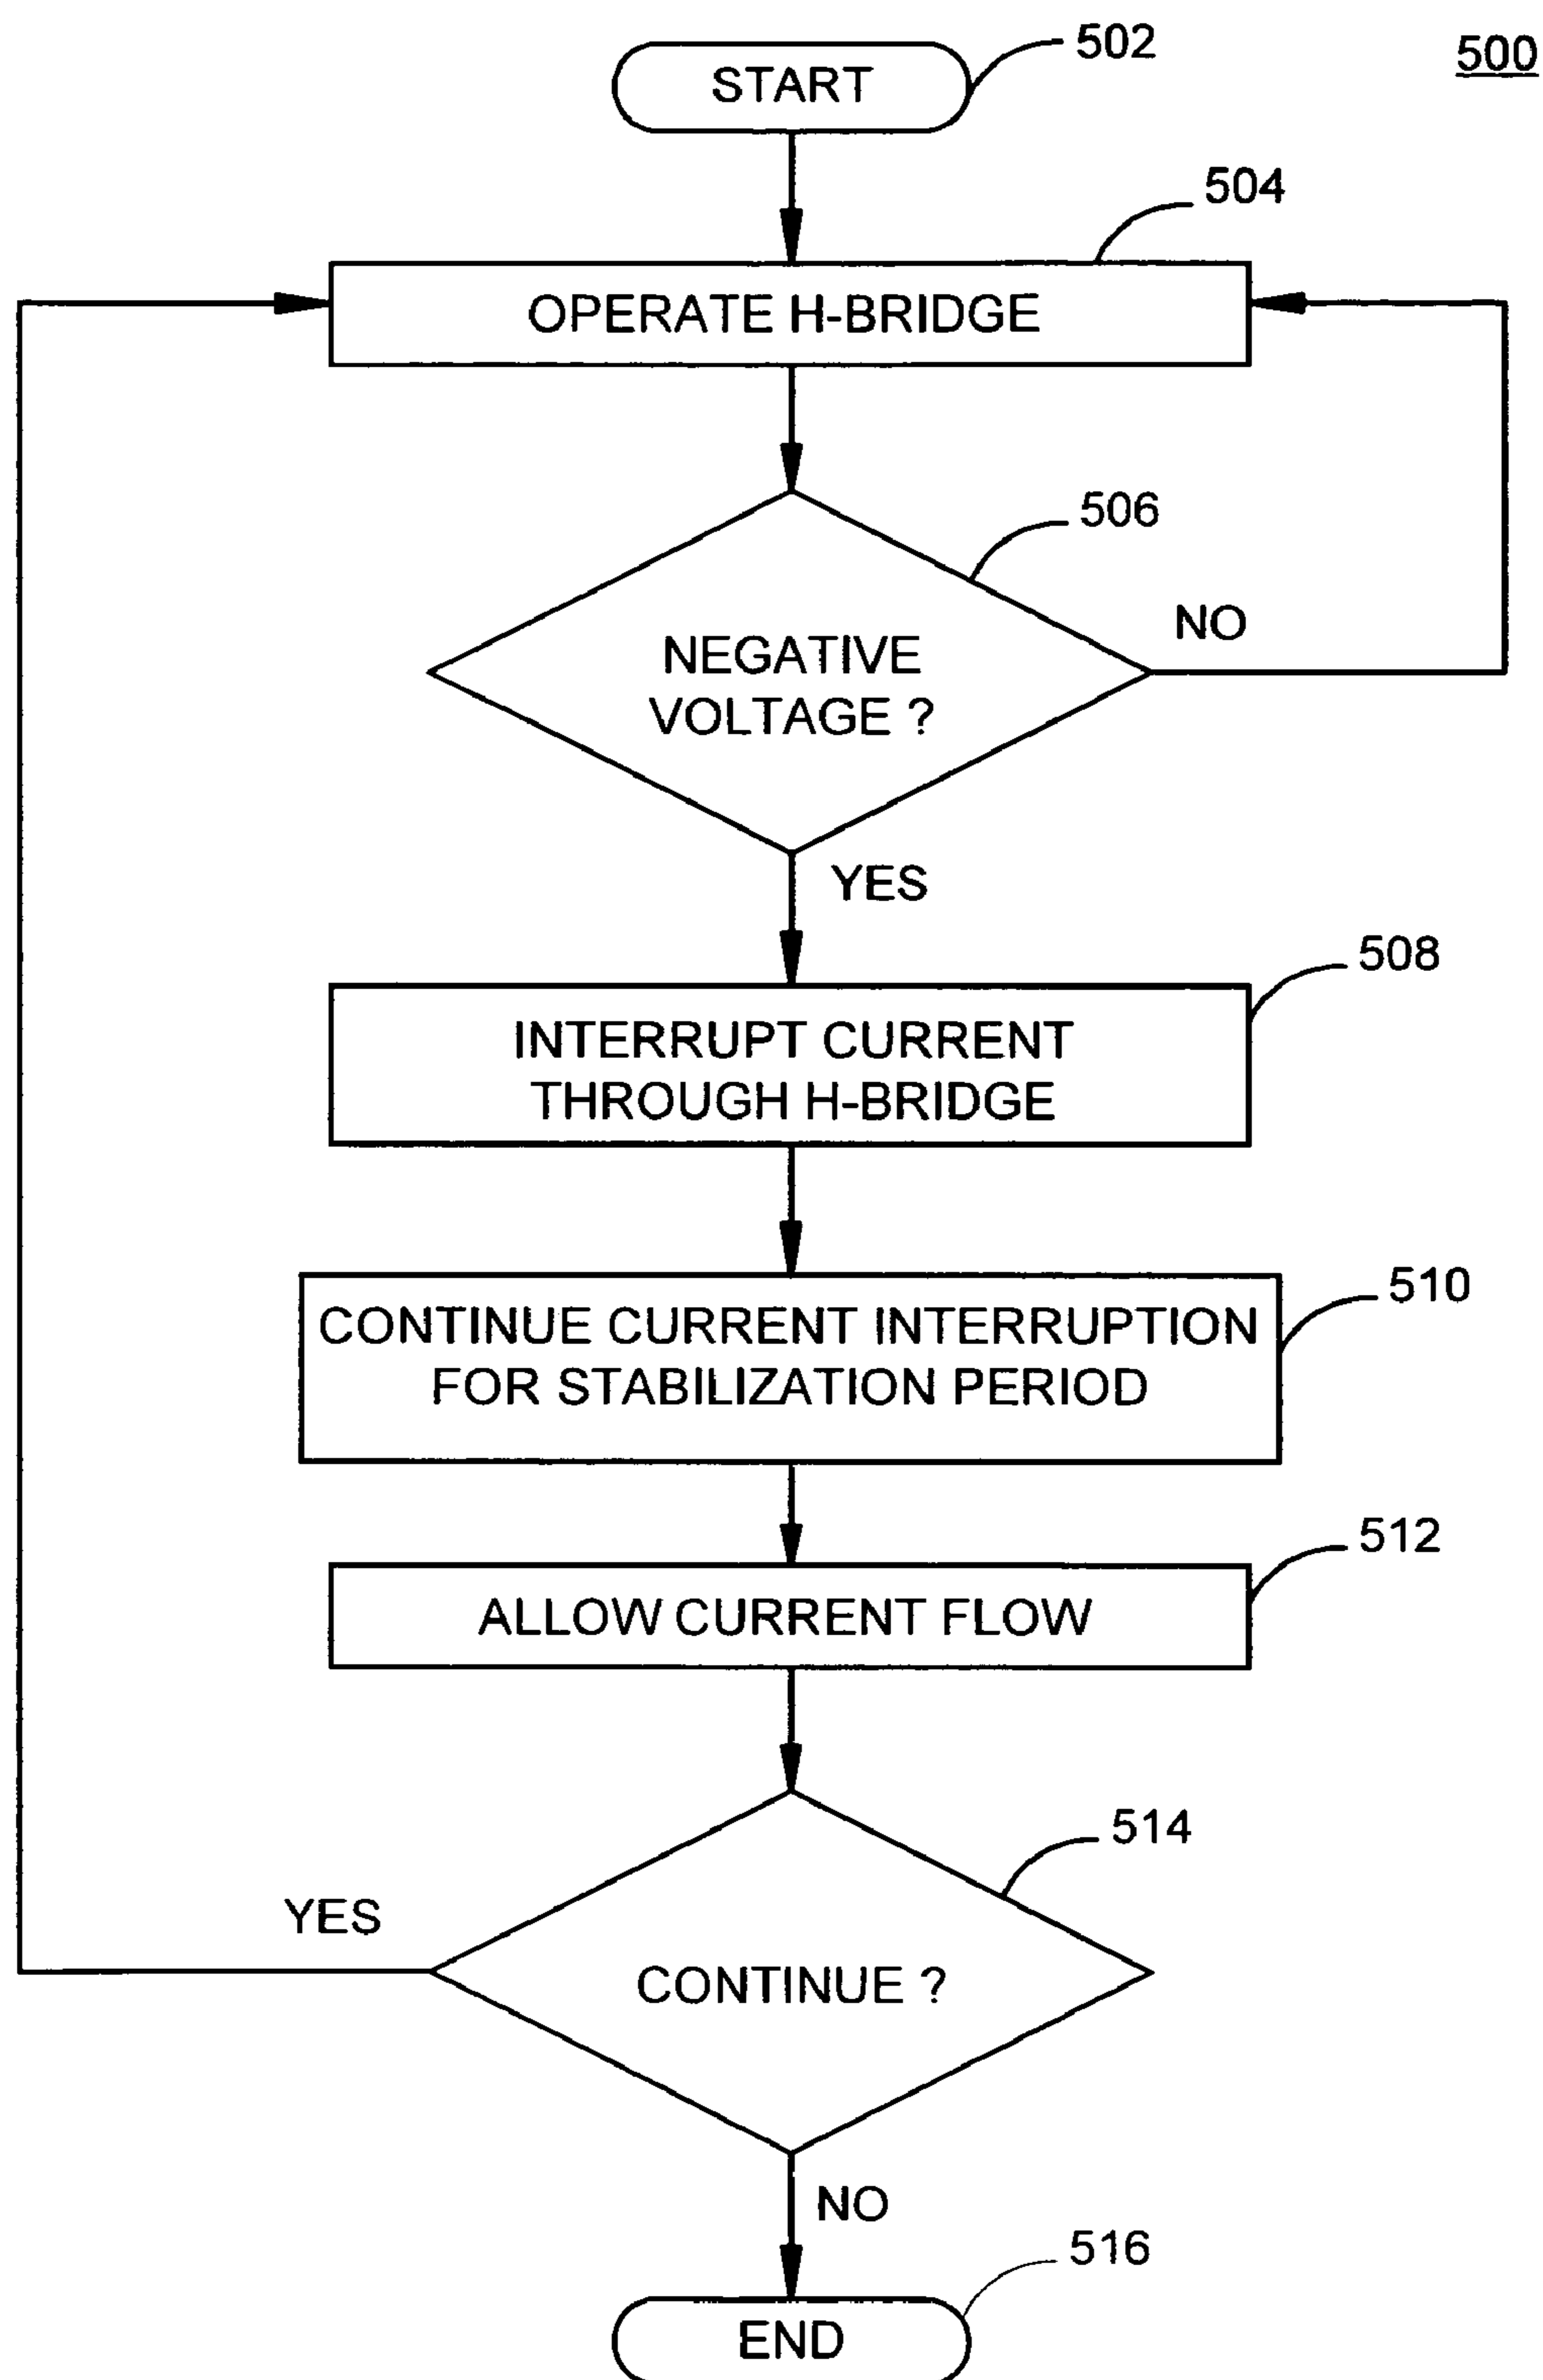 500
502
START
504
OPERATE H-BRIDGE
506
NEGATIVE
VOLTAGE ?
NO
YES
508
INTERRUPT CURRENT
THROUGH H-BRIDGE
510
CONTINUE CURRENT INTERRUPTION
FOR STABILIZATION PERIOD
512
ALLOW CURRENT FLOW
514
YES
CONTINUE ?
NO
516
END